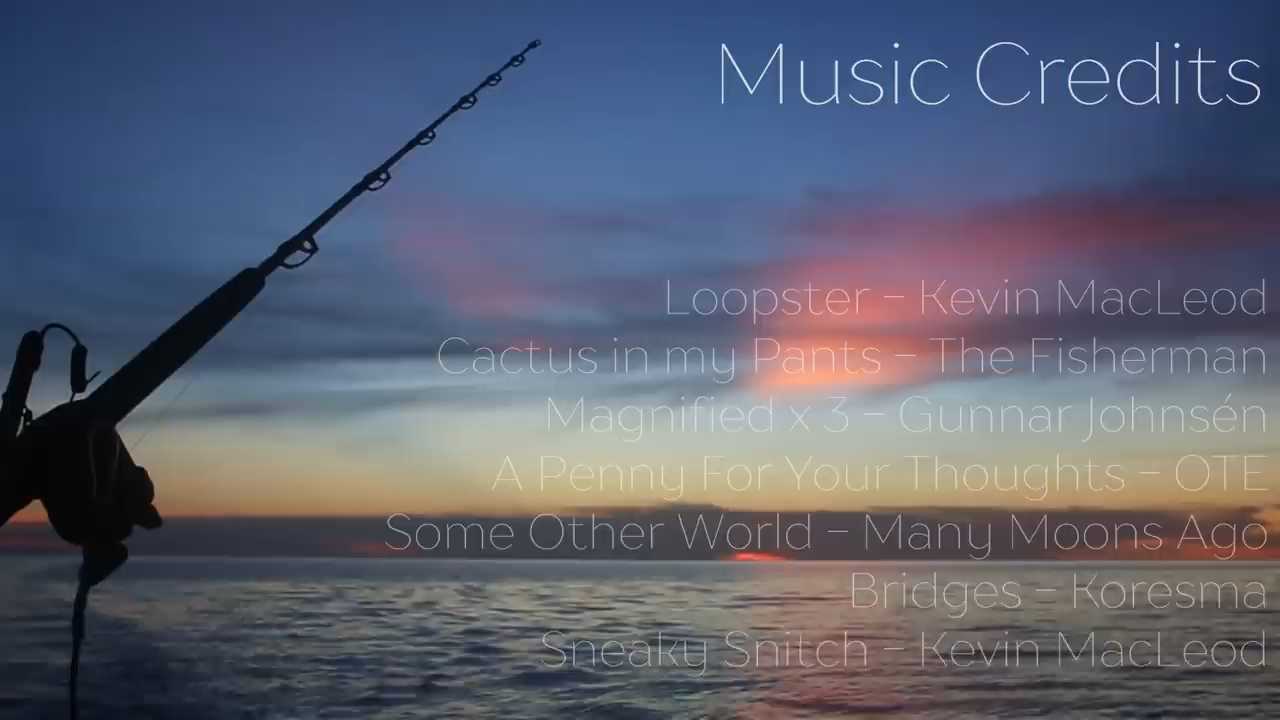 Music Credits
Loopster – Kevin MacLeod
Cactus in my Pants – The Fisherman
Magnified x 3 – Gunnar Johnsén
A Penny For Your Thoughts – OTE
Some Other World – Many Moons Ago
Bridges – Koresma
Sneaky Snitch – Kevin MacLeod